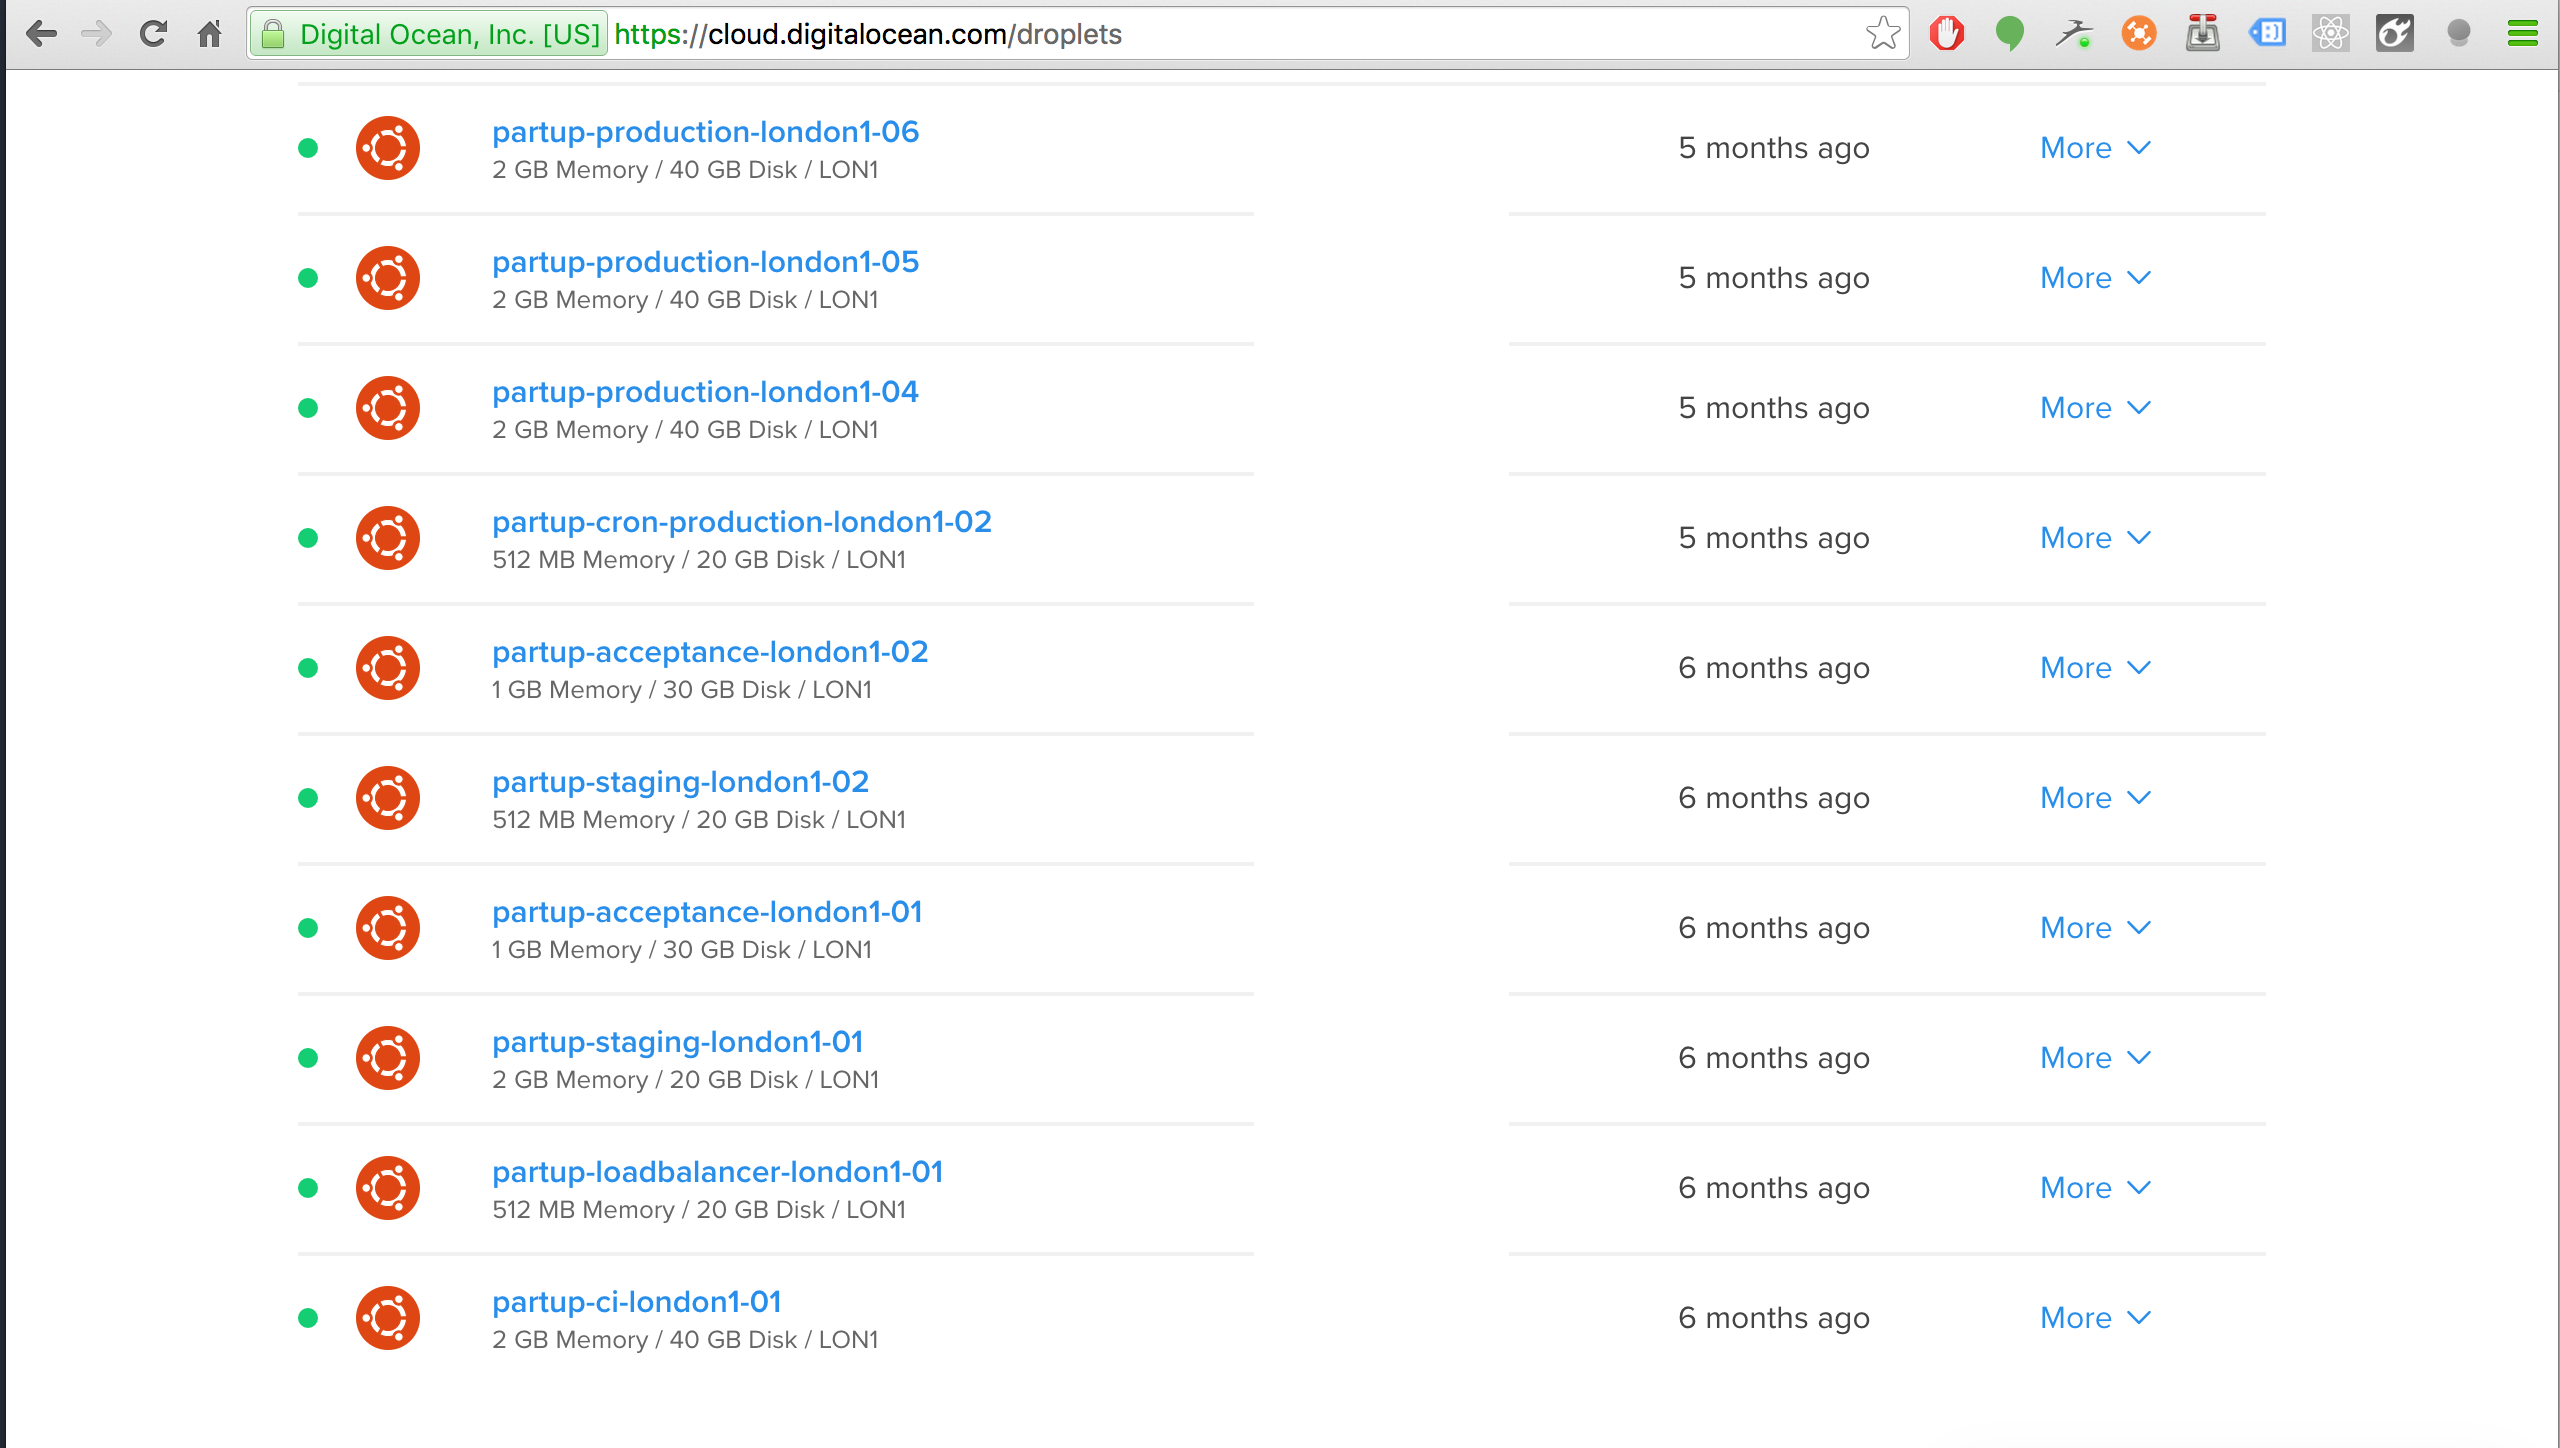 Digital Ocean, Inc. [US] https://cloud.digitalocean.com/droplets
partup-production-london1-06
2 GB Memory / 40 GB Disk / LON1
5 months ago
More
partup-production-london1-05
2 GB Memory / 40 GB Disk / LON1
5 months ago
More
partup-production-london1-04
2 GB Memory / 40 GB Disk / LON1
5 months ago
More
partup-cron-production-london1-02
512 MB Memory / 20 GB Disk / LON1
5 months ago
More
partup-acceptance-london1-02
1 GB Memory / 30 GB Disk / LON1
6 months ago
More
partup-staging-london1-02
512 MB Memory / 20 GB Disk / LON1
6 months ago
More
partup-acceptance-london1-01
1 GB Memory / 30 GB Disk / LON1
6 months ago
More
partup-staging-london1-01
2 GB Memory / 20 GB Disk / LON1
6 months ago
More
partup-loadbalancer-london1-01
512 MB Memory / 20 GB Disk / LON1
6 months ago
More
partup-ci-london1-01
2 GB Memory / 40 GB Disk / LON1
6 months ago
More